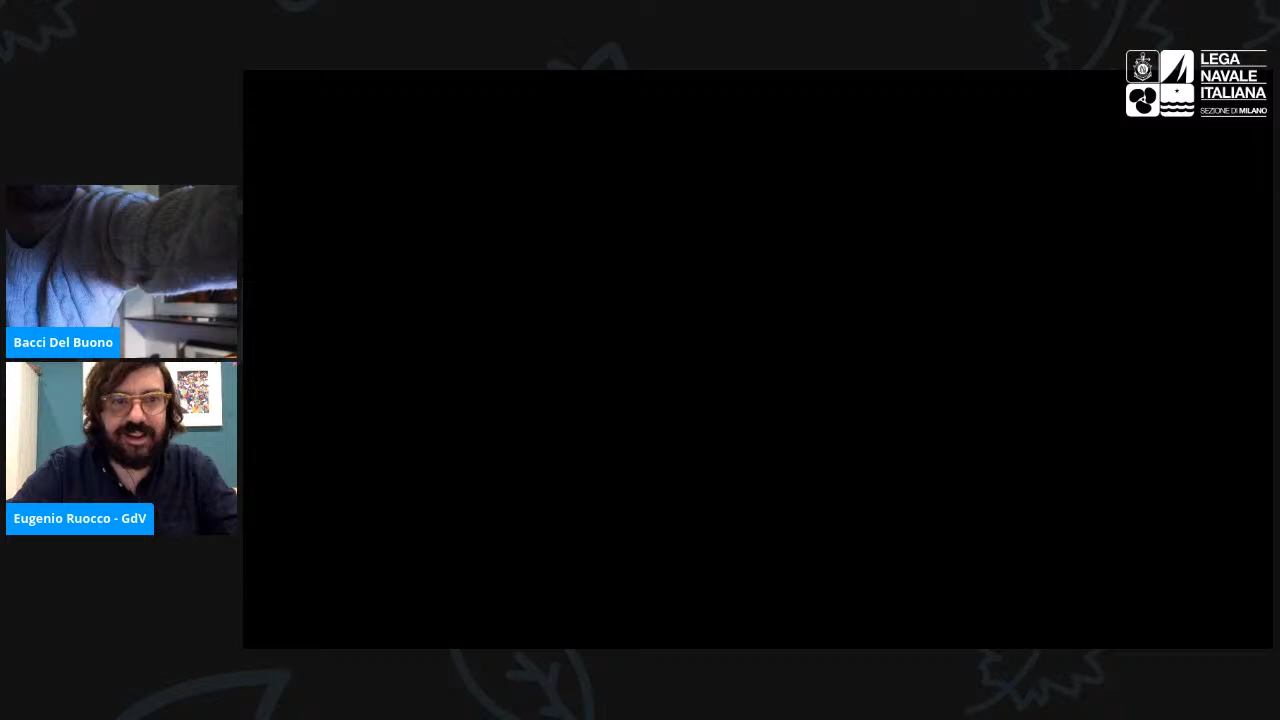 LEGA
NAVALE
ITALIANA
SEZIONE DI MILANO
Bacci Del Buono
Eugenio Ruocco - GdV